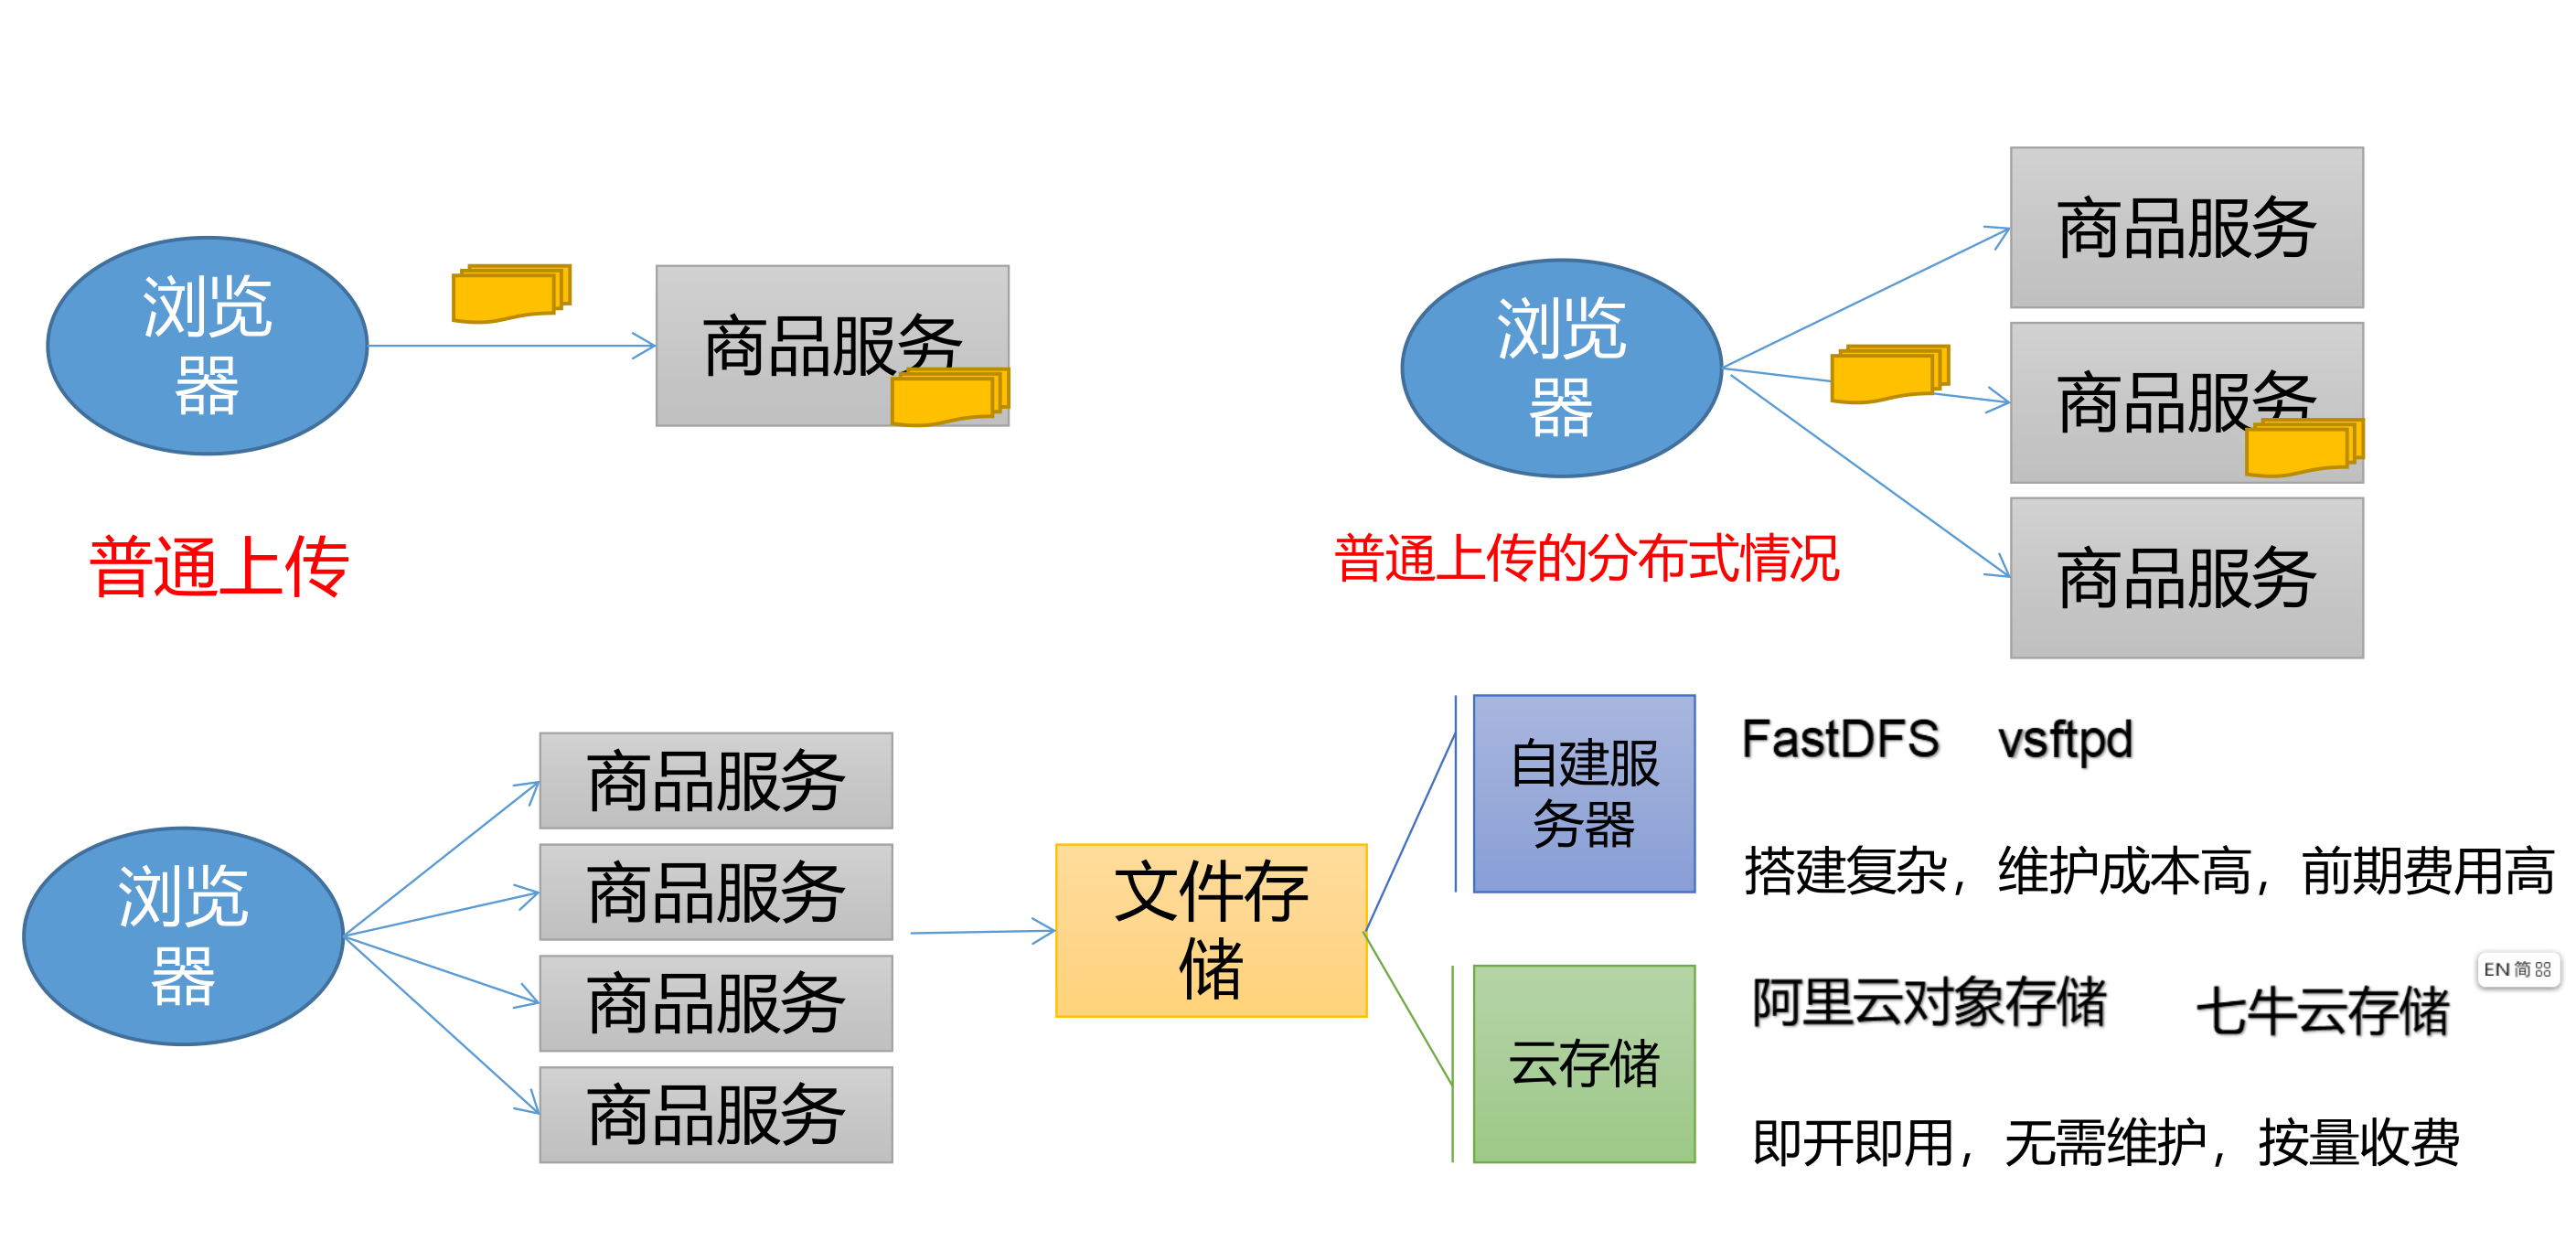 浏览
器
商品服务
普通上传
浏览
器
商品服务
商品服务
商品服务
普通上传的分布式情况
浏览
器
商品服务
商品服务
商品服务
商品服务
文件存
储
自建服
务器
FastDFS vsftpd
搭建复杂，维护成本高，前期费用高
云存储
阿里云对象存储 七牛云存储
即开即用，无需维护，按量收费
EN 简